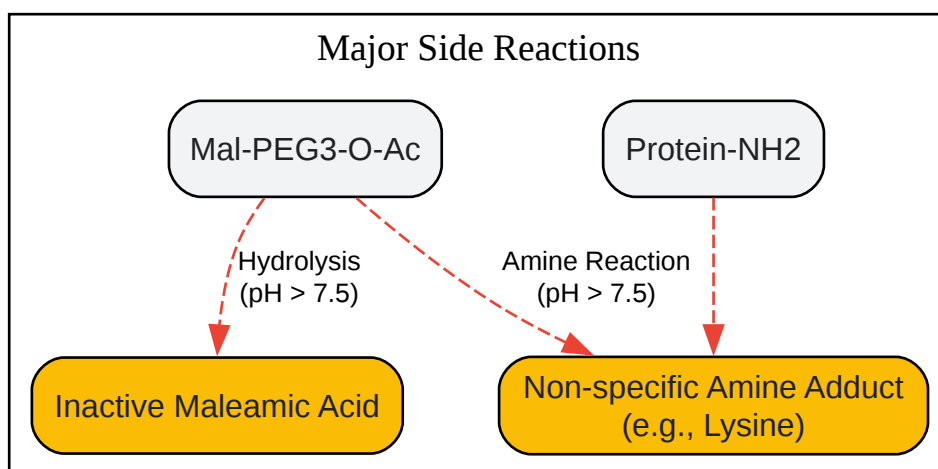 Major Side Reactions
Mal-PEG3-O-Ac
Protein-NH2
Hydrolysis
(pH > 7.5)
Amine Reaction
(pH > 7.5)
Inactive Maleamic Acid
Non-specific Amine Adduct
(e.g., Lysine)